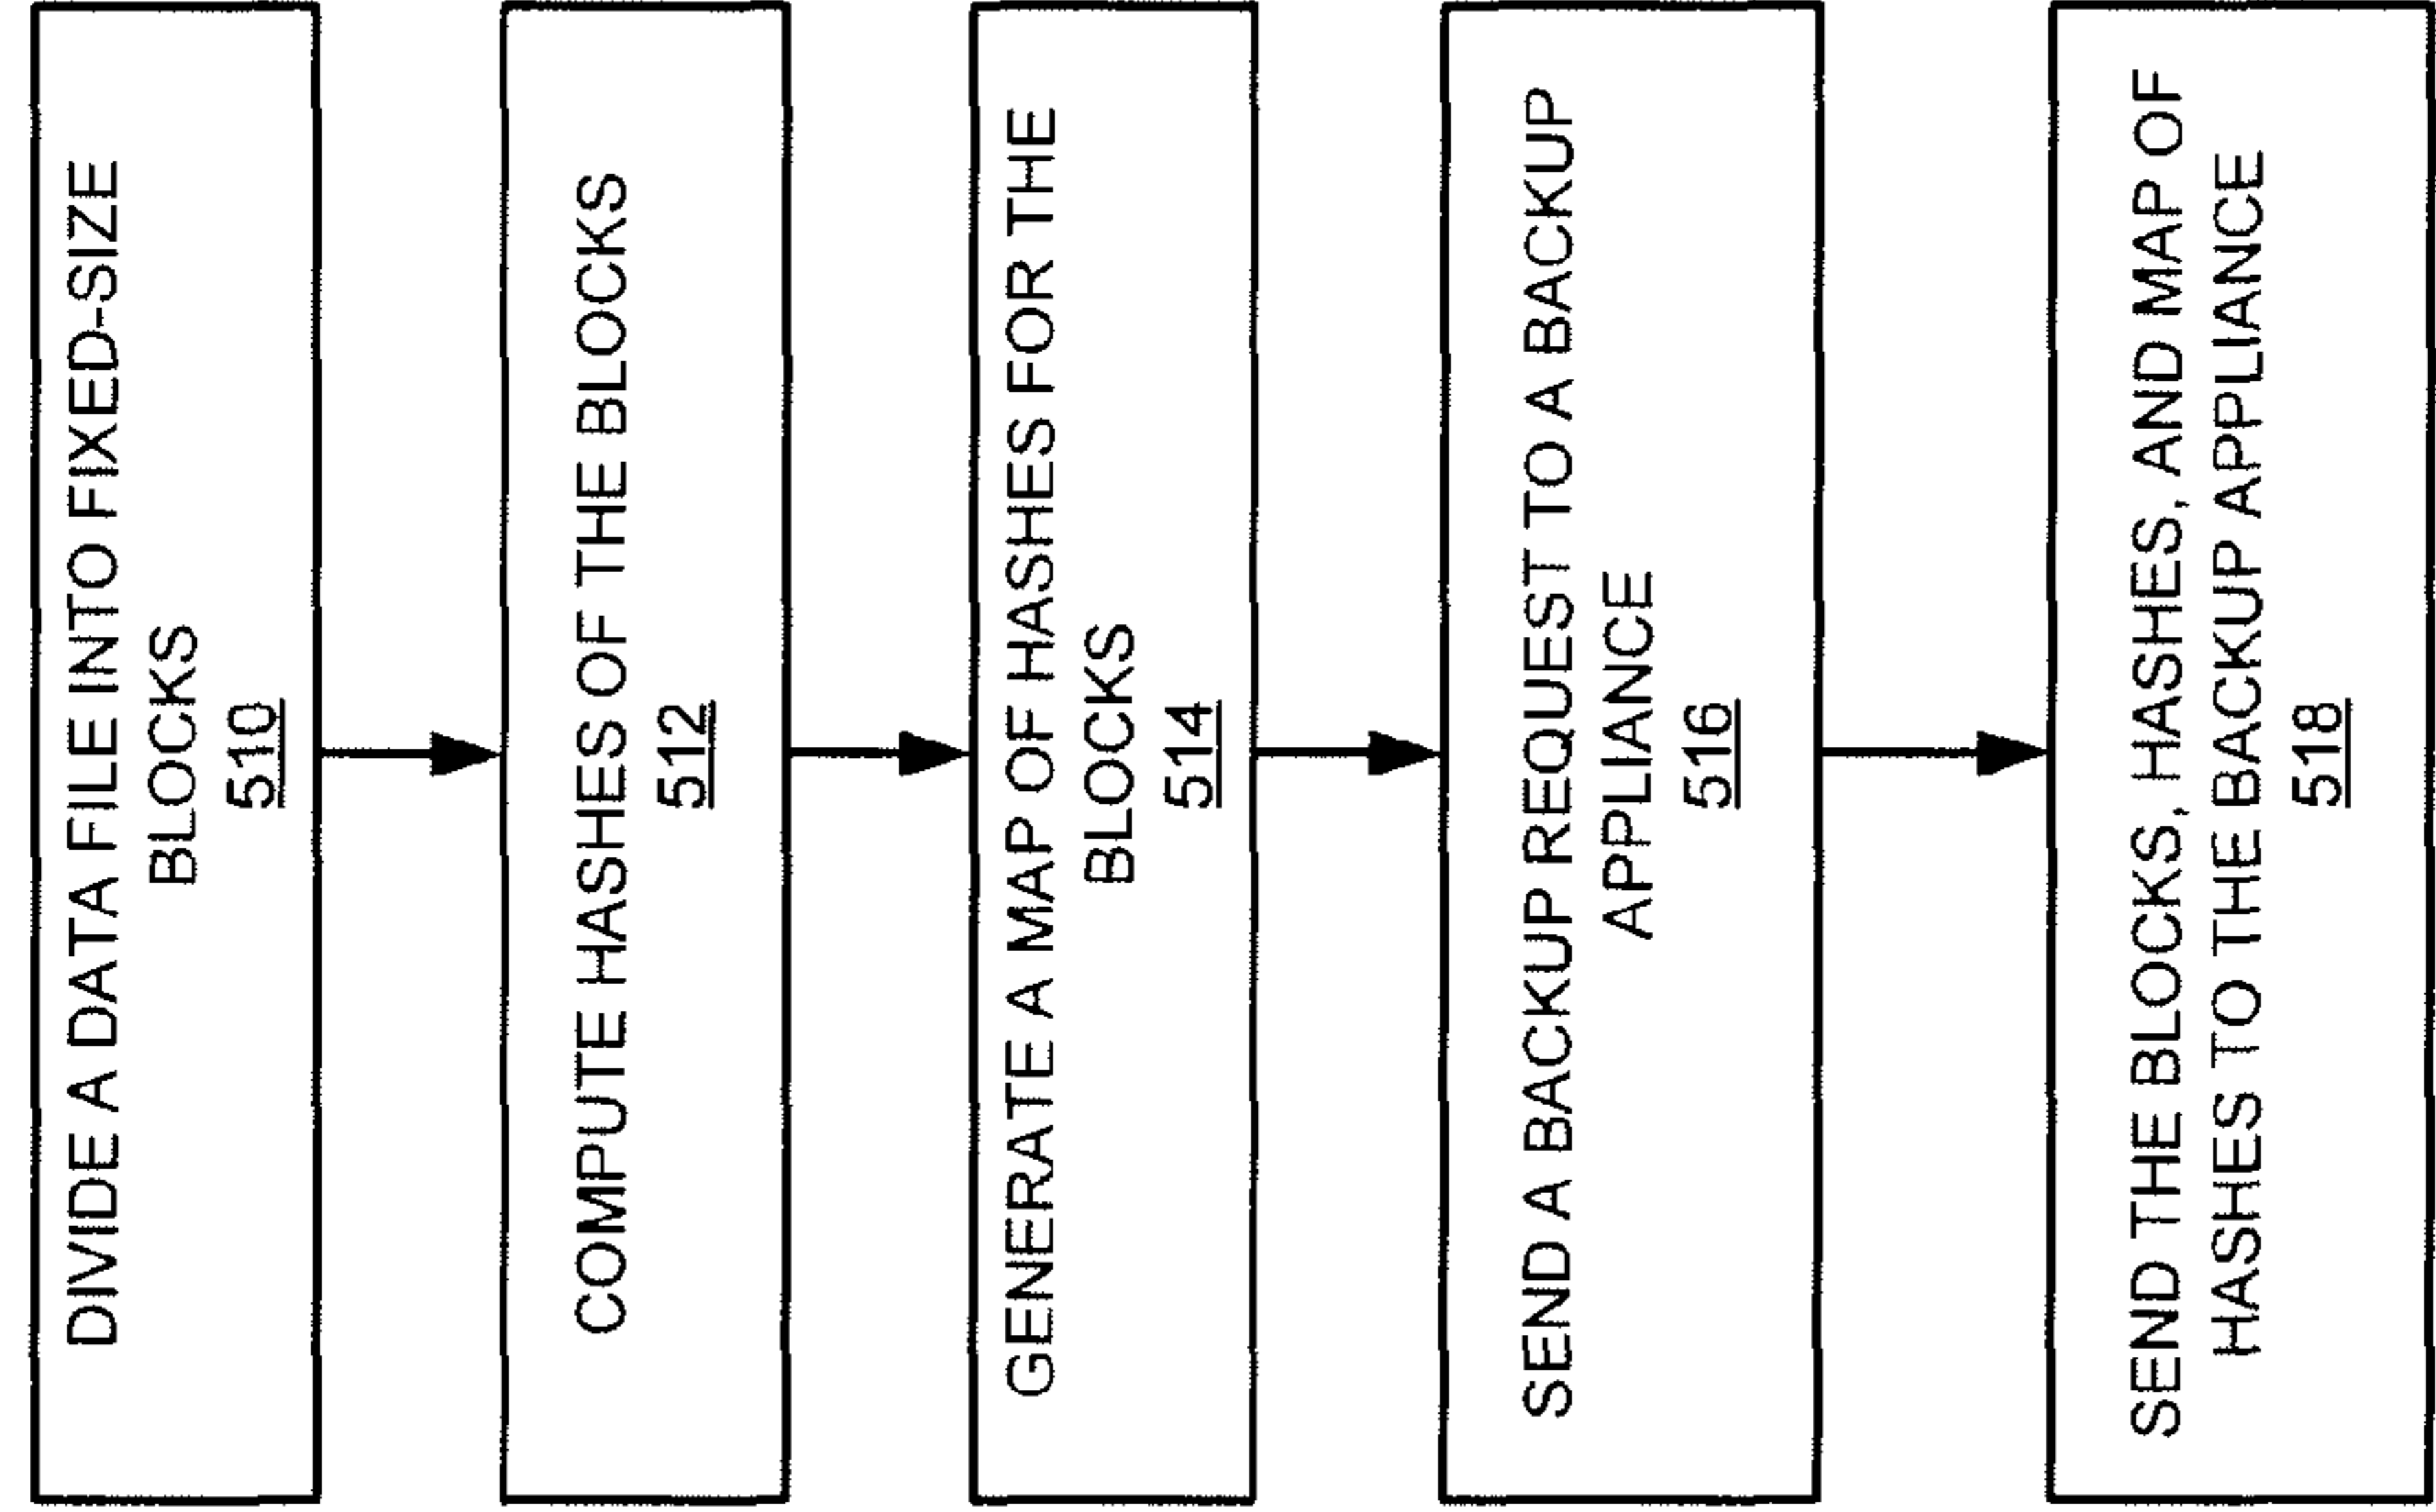 DIVIDE A DATA FILE INTO FIXED-SIZE
BLOCKS
510
COMPUTE HASHES OF THE BLOCKS
512
GENERATE A MAP OF HASHES FOR THE
BLOCKS
514
SEND A BACKUP REQUEST TO A BACKUP
APPLIANCE
516
SEND THE BLOCKS, HASHES, AND MAP OF
HASHES TO THE BACKUP APPLIANCE
518